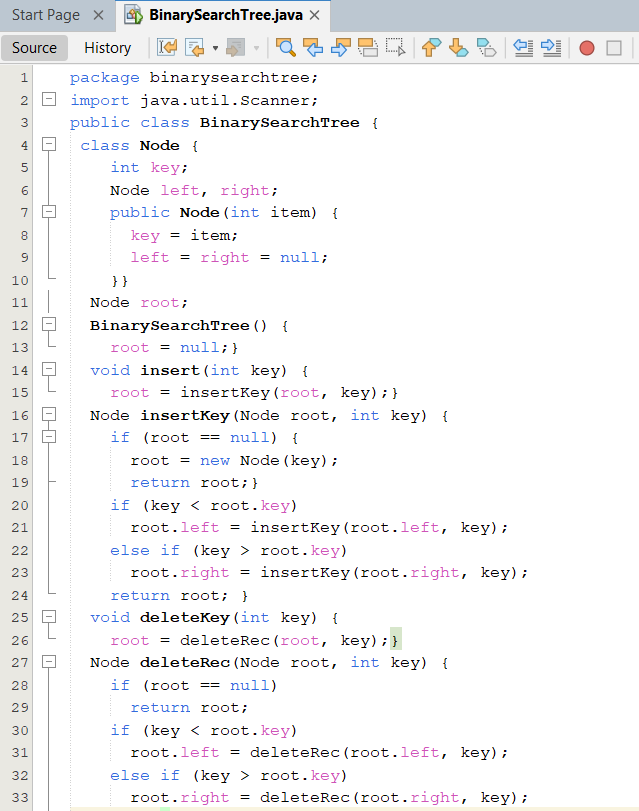 Start Page
BinarySearchTree.java
Source History
1 package binarysearchtree;
2 import java.util.Scanner;
3 public class BinarySearchTree {
4 class Node {
5 int key;
6 Node left, right;
7 public Node(int item) {
8 key = item;
9 left = right = null;
10 }}
11 Node root;
12 BinarySearchTree() {
13 root = null;}
14 void insert(int key) {
15 root = insertKey(root, key);}
16 Node insertKey(Node root, int key) {
17 if (root == null) {
18 root = new Node(key);
19 return root;}
20 if (key < root.key)
21 root.left = insertKey(root.left, key);
22 else if (key > root.key)
23 root.right = insertKey(root.right, key);
24 return root; }
25 void deleteKey(int key) {
26 root = deleteRec(root, key);}
27 Node deleteRec(Node root, int key) {
28 if (root == null)
29 return root;
30 if (key < root.key)
31 root.left = deleteRec(root.left, key);
32 else if (key > root.key)
33 root.right = deleteRec(root.right, key);